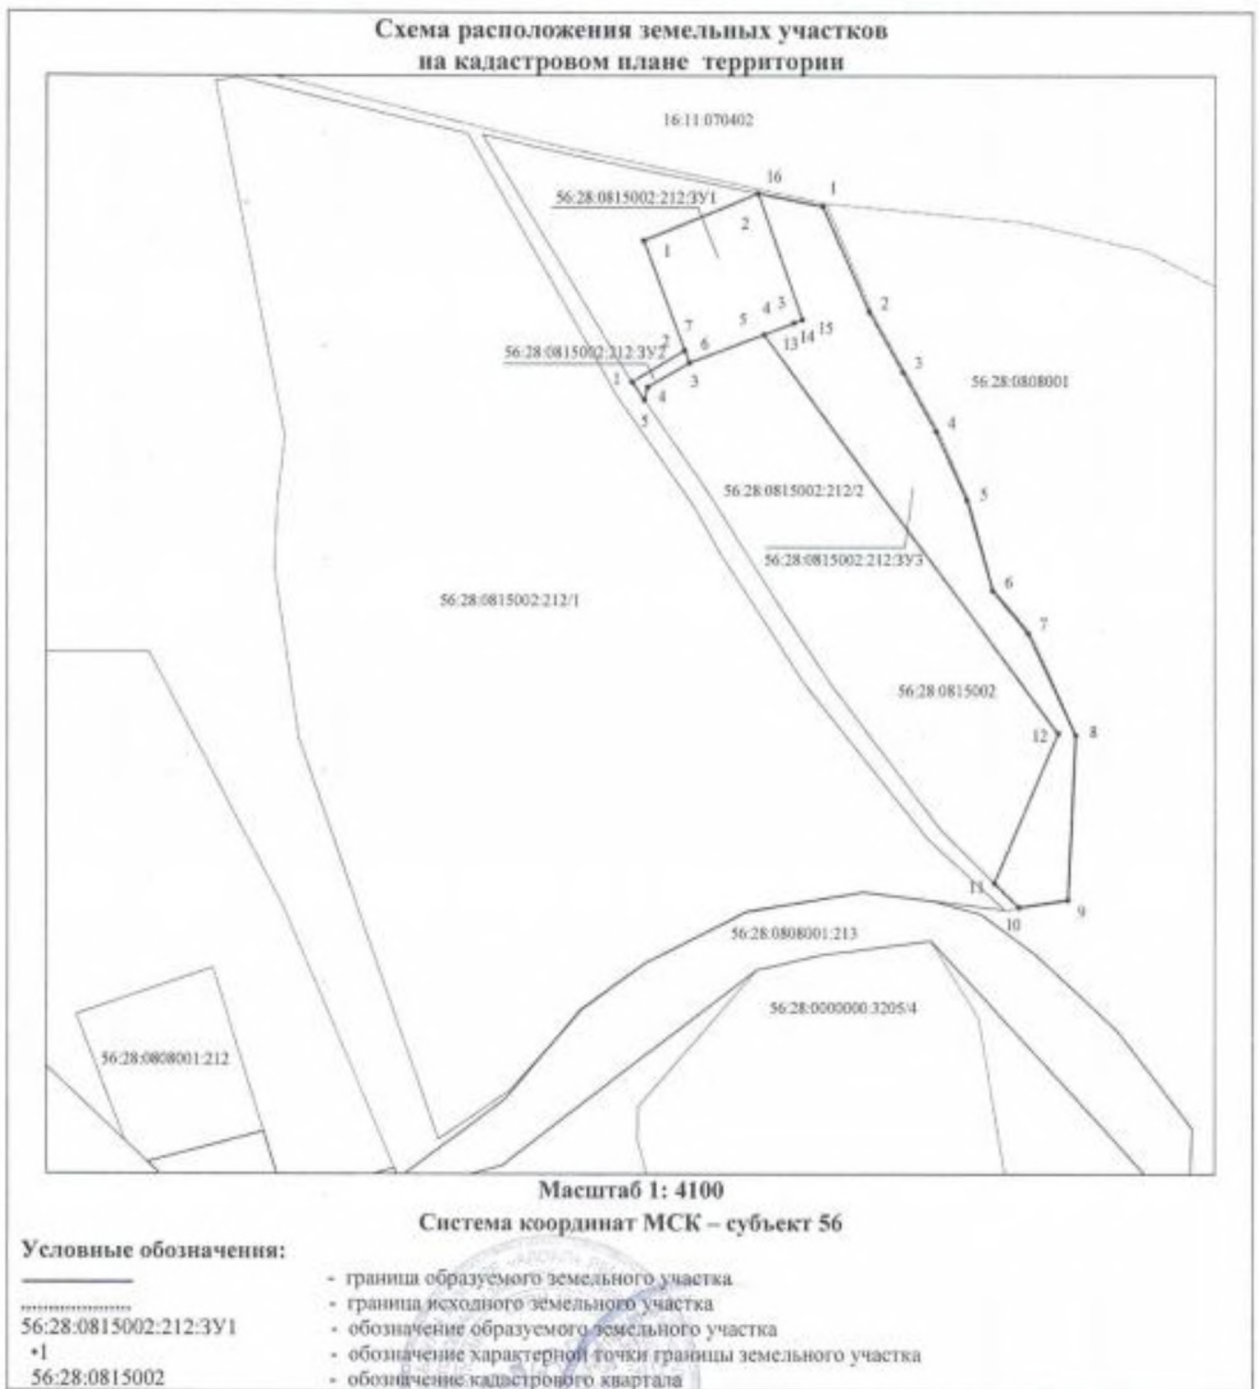 Схема расположения земельных участков
на кадастровом плане территории
16:11:070402
16
1
56:28:0815002:212:ЗУ1
2
1
2
3
4
5
15
14
13
7
2
6
56:28:0815002:212:ЗУ2
3
1
4
5
3
56:28:0808001
4
5
56:28:0815002:212/2
56:28:0815002:212:ЗУ3
6
56:28:0815002:212/1
7
56:28:0815002
12
8
11
10
9
56:28:0808001:213
56:28:0000000:3205/4
56:28:0808001:212
Масштаб 1: 4100
Система координат МСК – субъект 56
Условные обозначения:
- граница образуемого земельного участка
- граница исходного земельного участка
56:28:0815002:212:ЗУ1 - обозначение образуемого земельного участка
•1 - обозначение характерной точки границы земельного участка
56:28:0815002 - обозначение кадастрового квартала